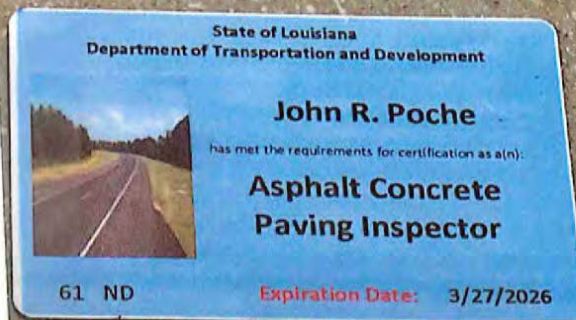 State of Louisiana
Department of Transportation and Development
John R. Poche
has met the requirements for certification as a(n):
Asphalt Concrete
Paving Inspector
61 ND
Expiration Date: 3/27/2026